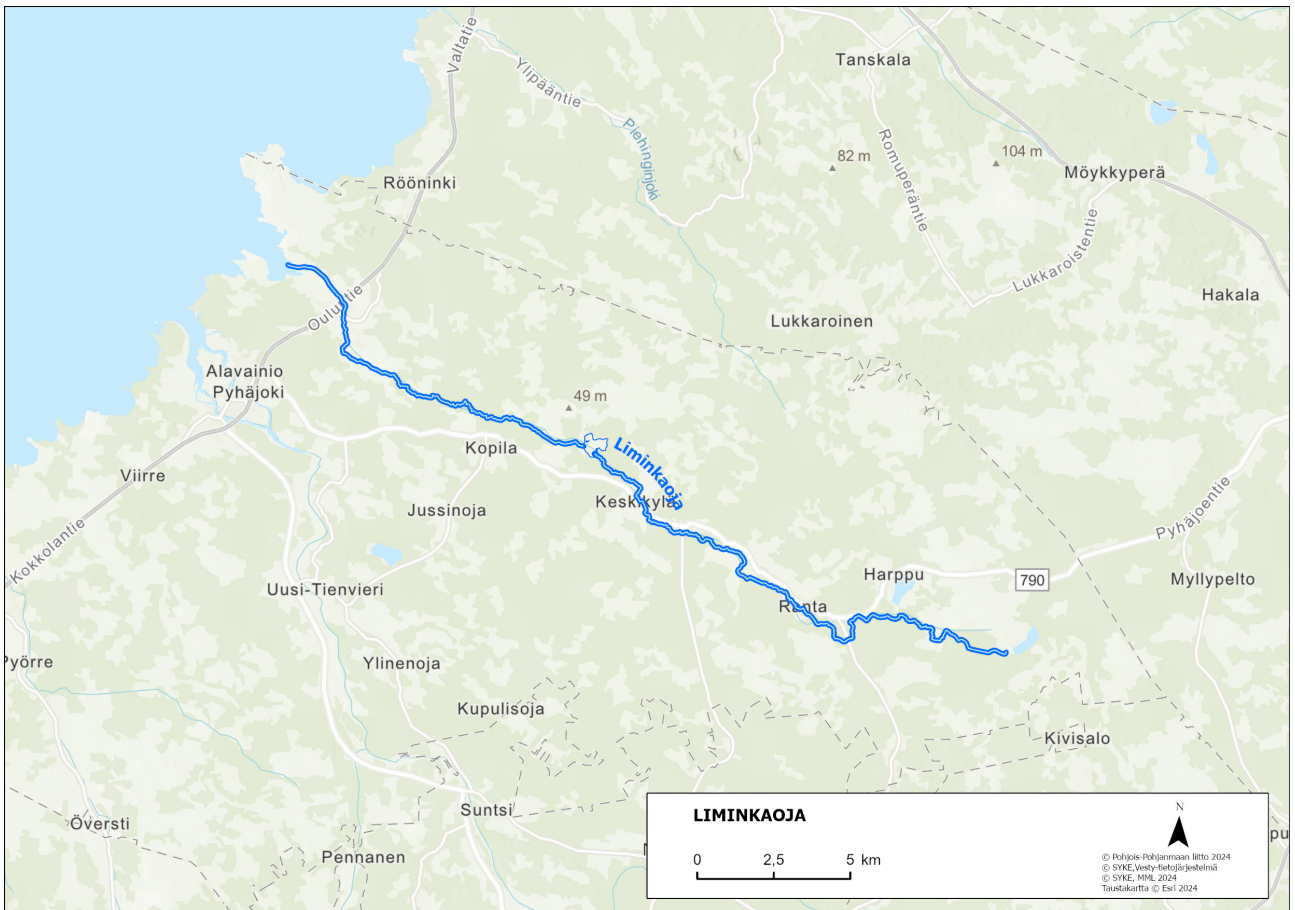 Valtatie
Tanskala
Ylipääntie
Piehinginjoki
Romuperäntie
82 m
104 m
Möykkyperä
Rööninki
Lukkaroistentie
Hakala
Ouluntie
Lukkaroinen
Alavainio
Pyhäjoki
49 m
Kopila
Liminkaoja
Viirre
Keskikylä
Jussinoja
Pyhäjoentie
Kokkolantie
Harppu
790
Myllypelto
Uusi-Tienvieri
Ranta
Pyörre
Ylinenoja
Kupulisoja
Kivisalo
Suntsi
Översti
Pennanen
LIMINKAOJA
N
0 2,5 5 km
© Pohjois-Pohjanmaan liitto 2024
© SYKE,Vesty-tietojärjestelmä
© SYKE, MML 2024
Taustakartta © Esri 2024